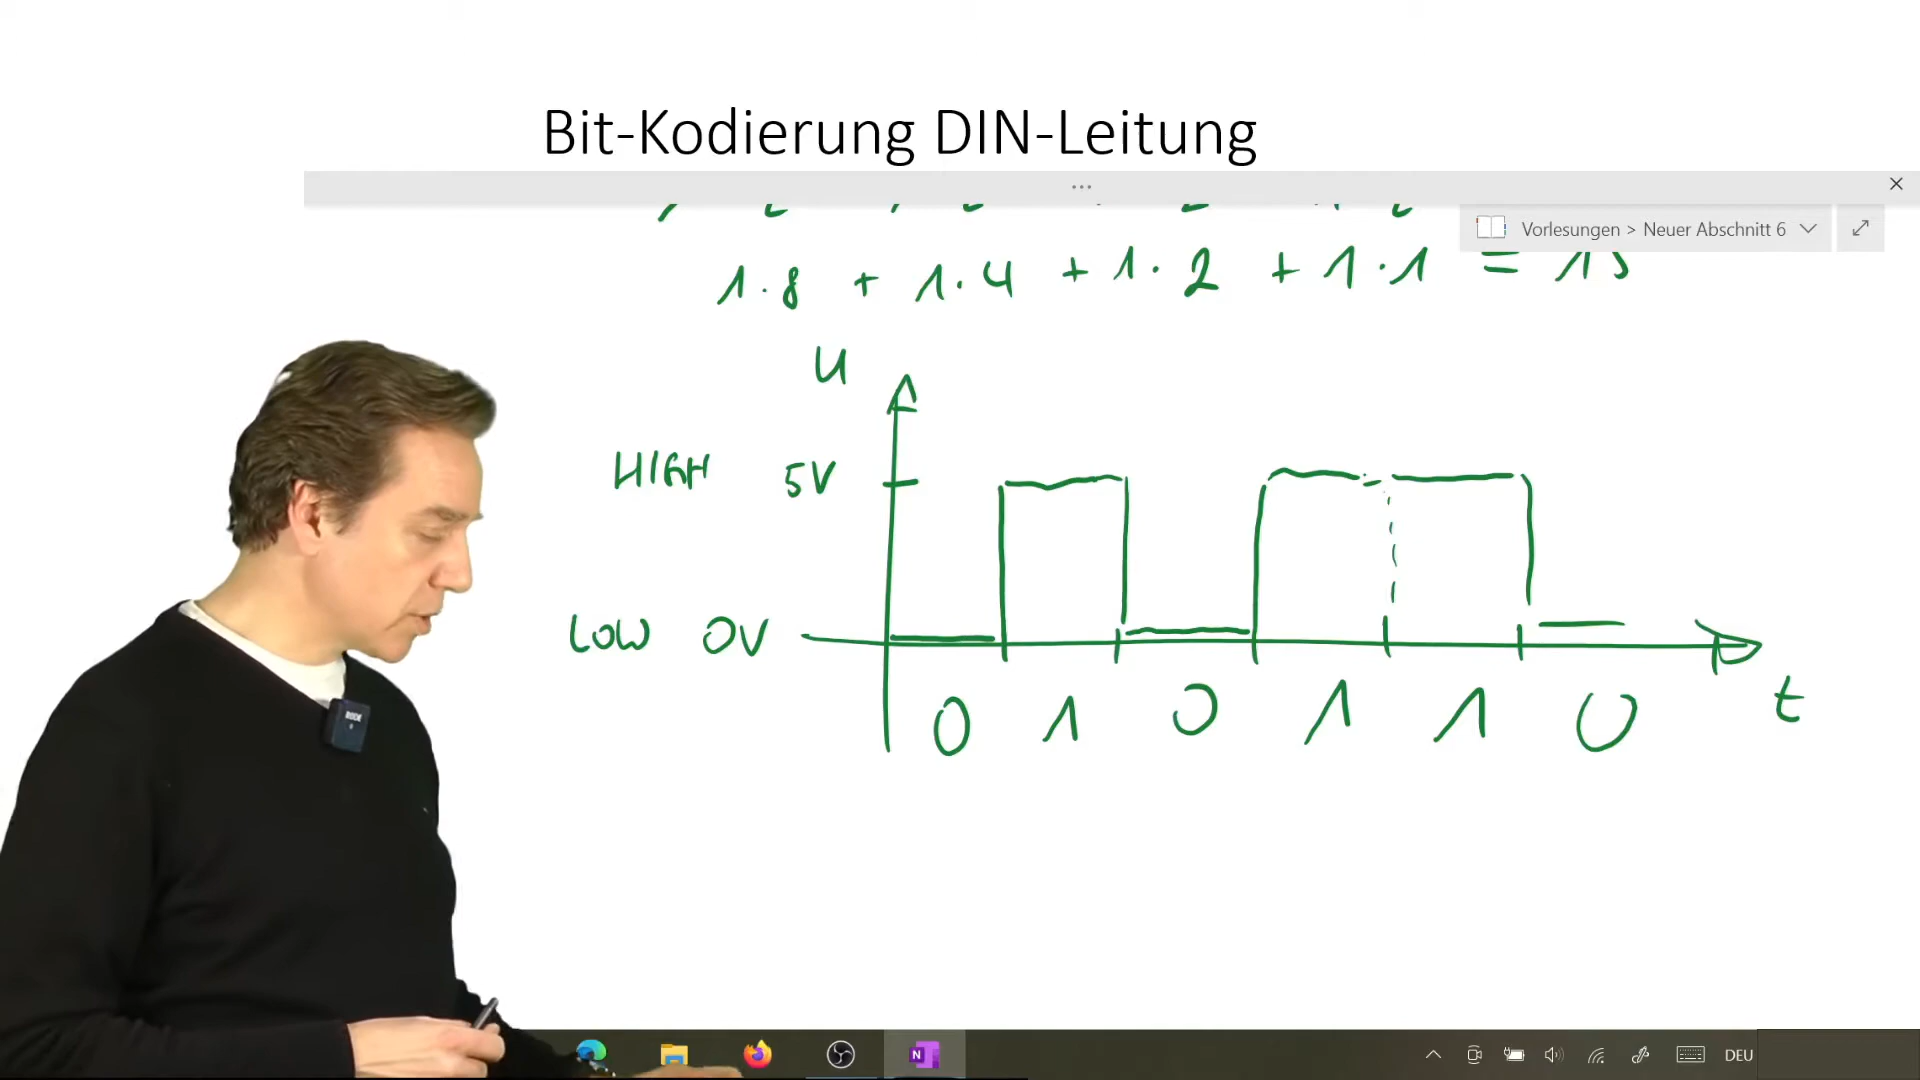 Bit-Kodierung DIN-Leitung
Vorlesungen > Neuer Abschnitt 6
1·8 + 1·4 + 1·2 + 1·1 = 15
U
HIGH 5V
LOW 0V
0 1 0 1 1 0
t
RODE
N
DEU